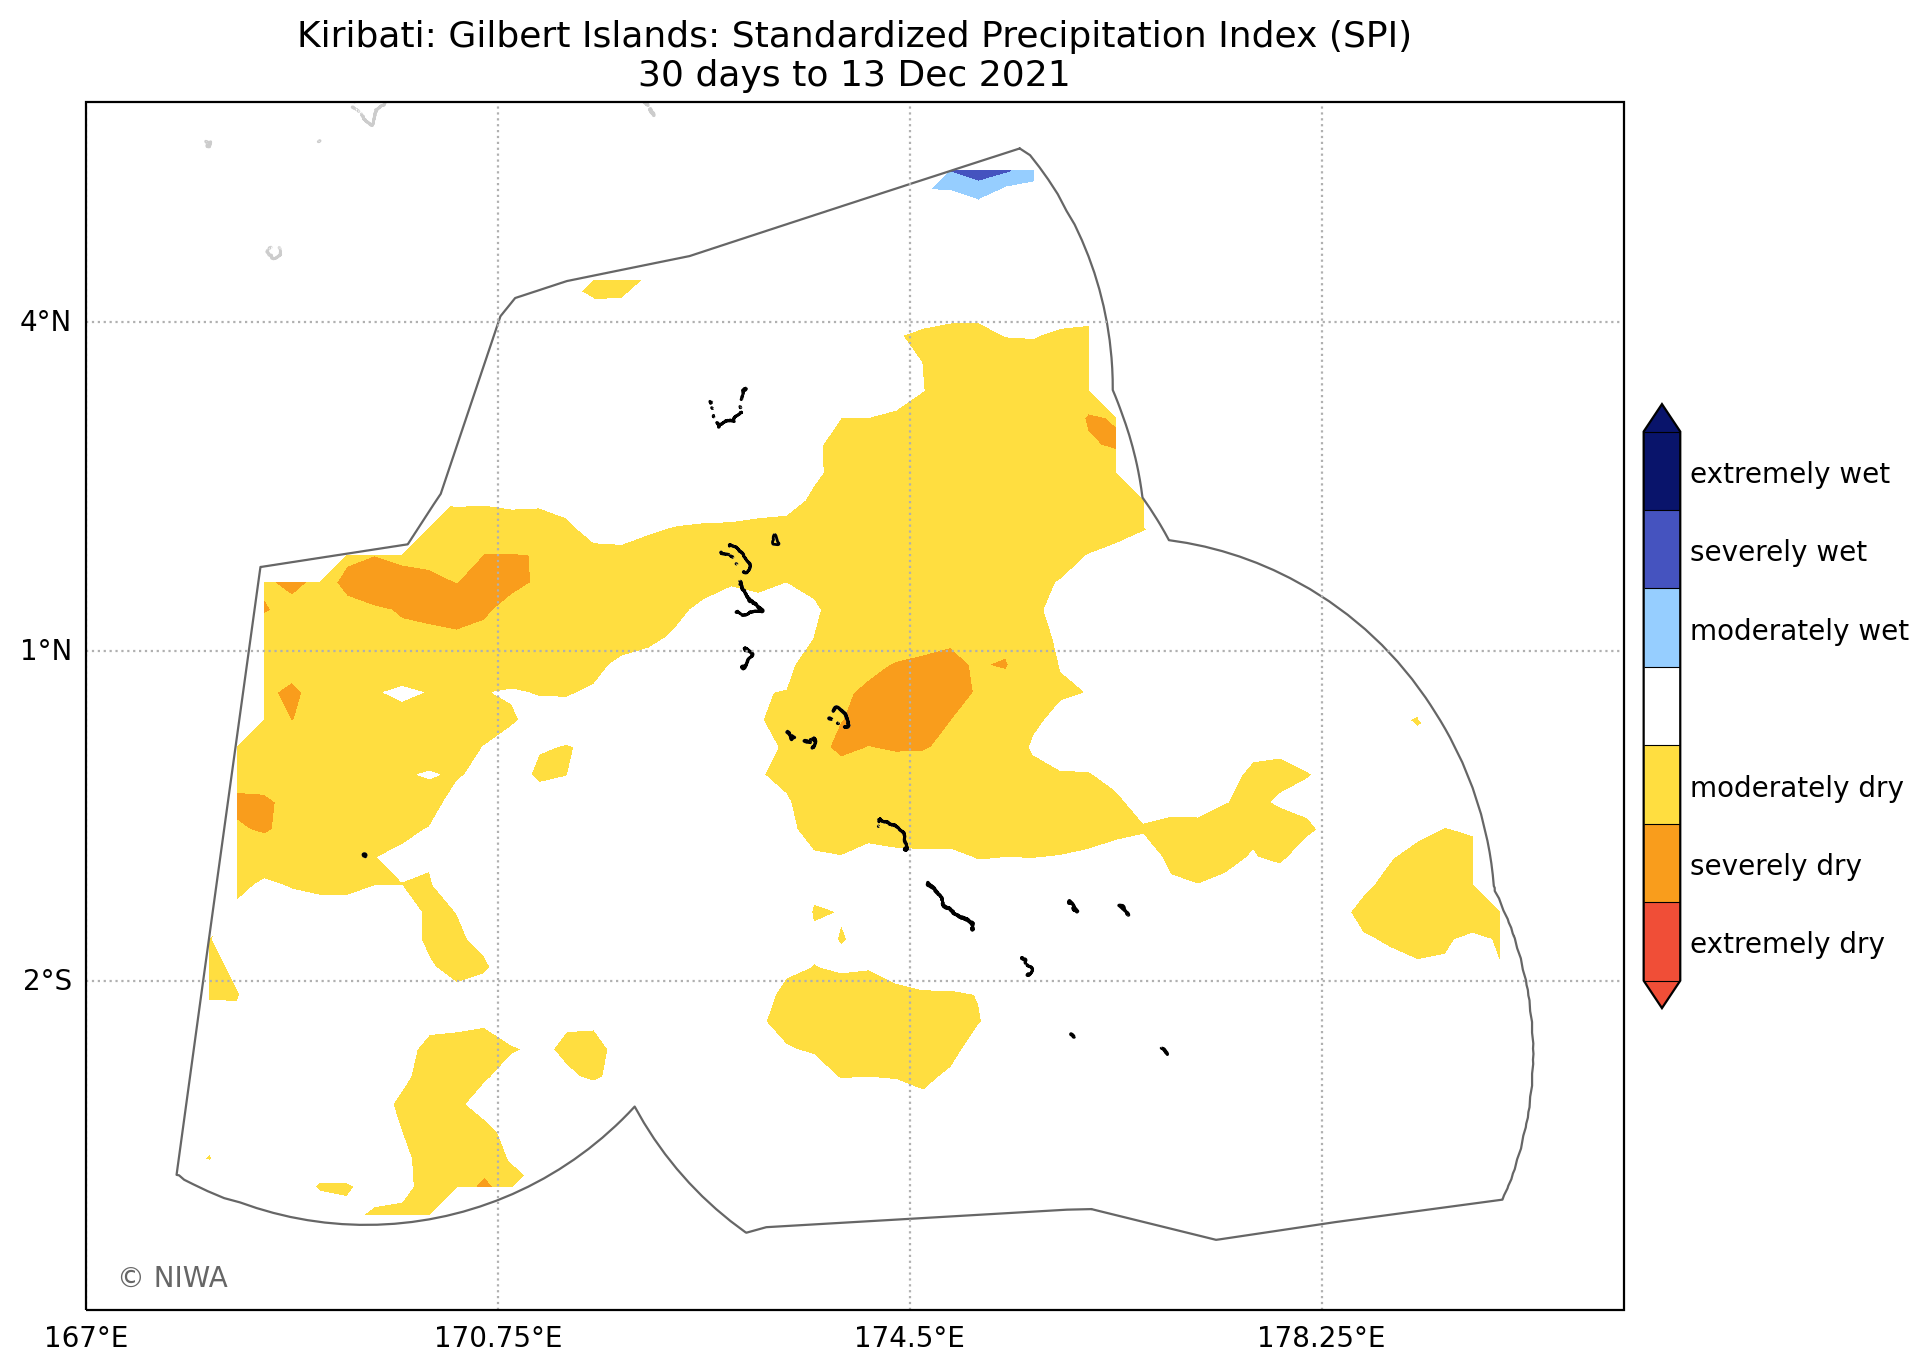 Kiribati: Gilbert Islands: Standardized Precipitation Index (SPI)
30 days to 13 Dec 2021
4°N
1°N
2°S
extremely wet
severely wet
moderately wet
moderately dry
severely dry
extremely dry
© NIWA
167°E
170.75°E
174.5°E
178.25°E